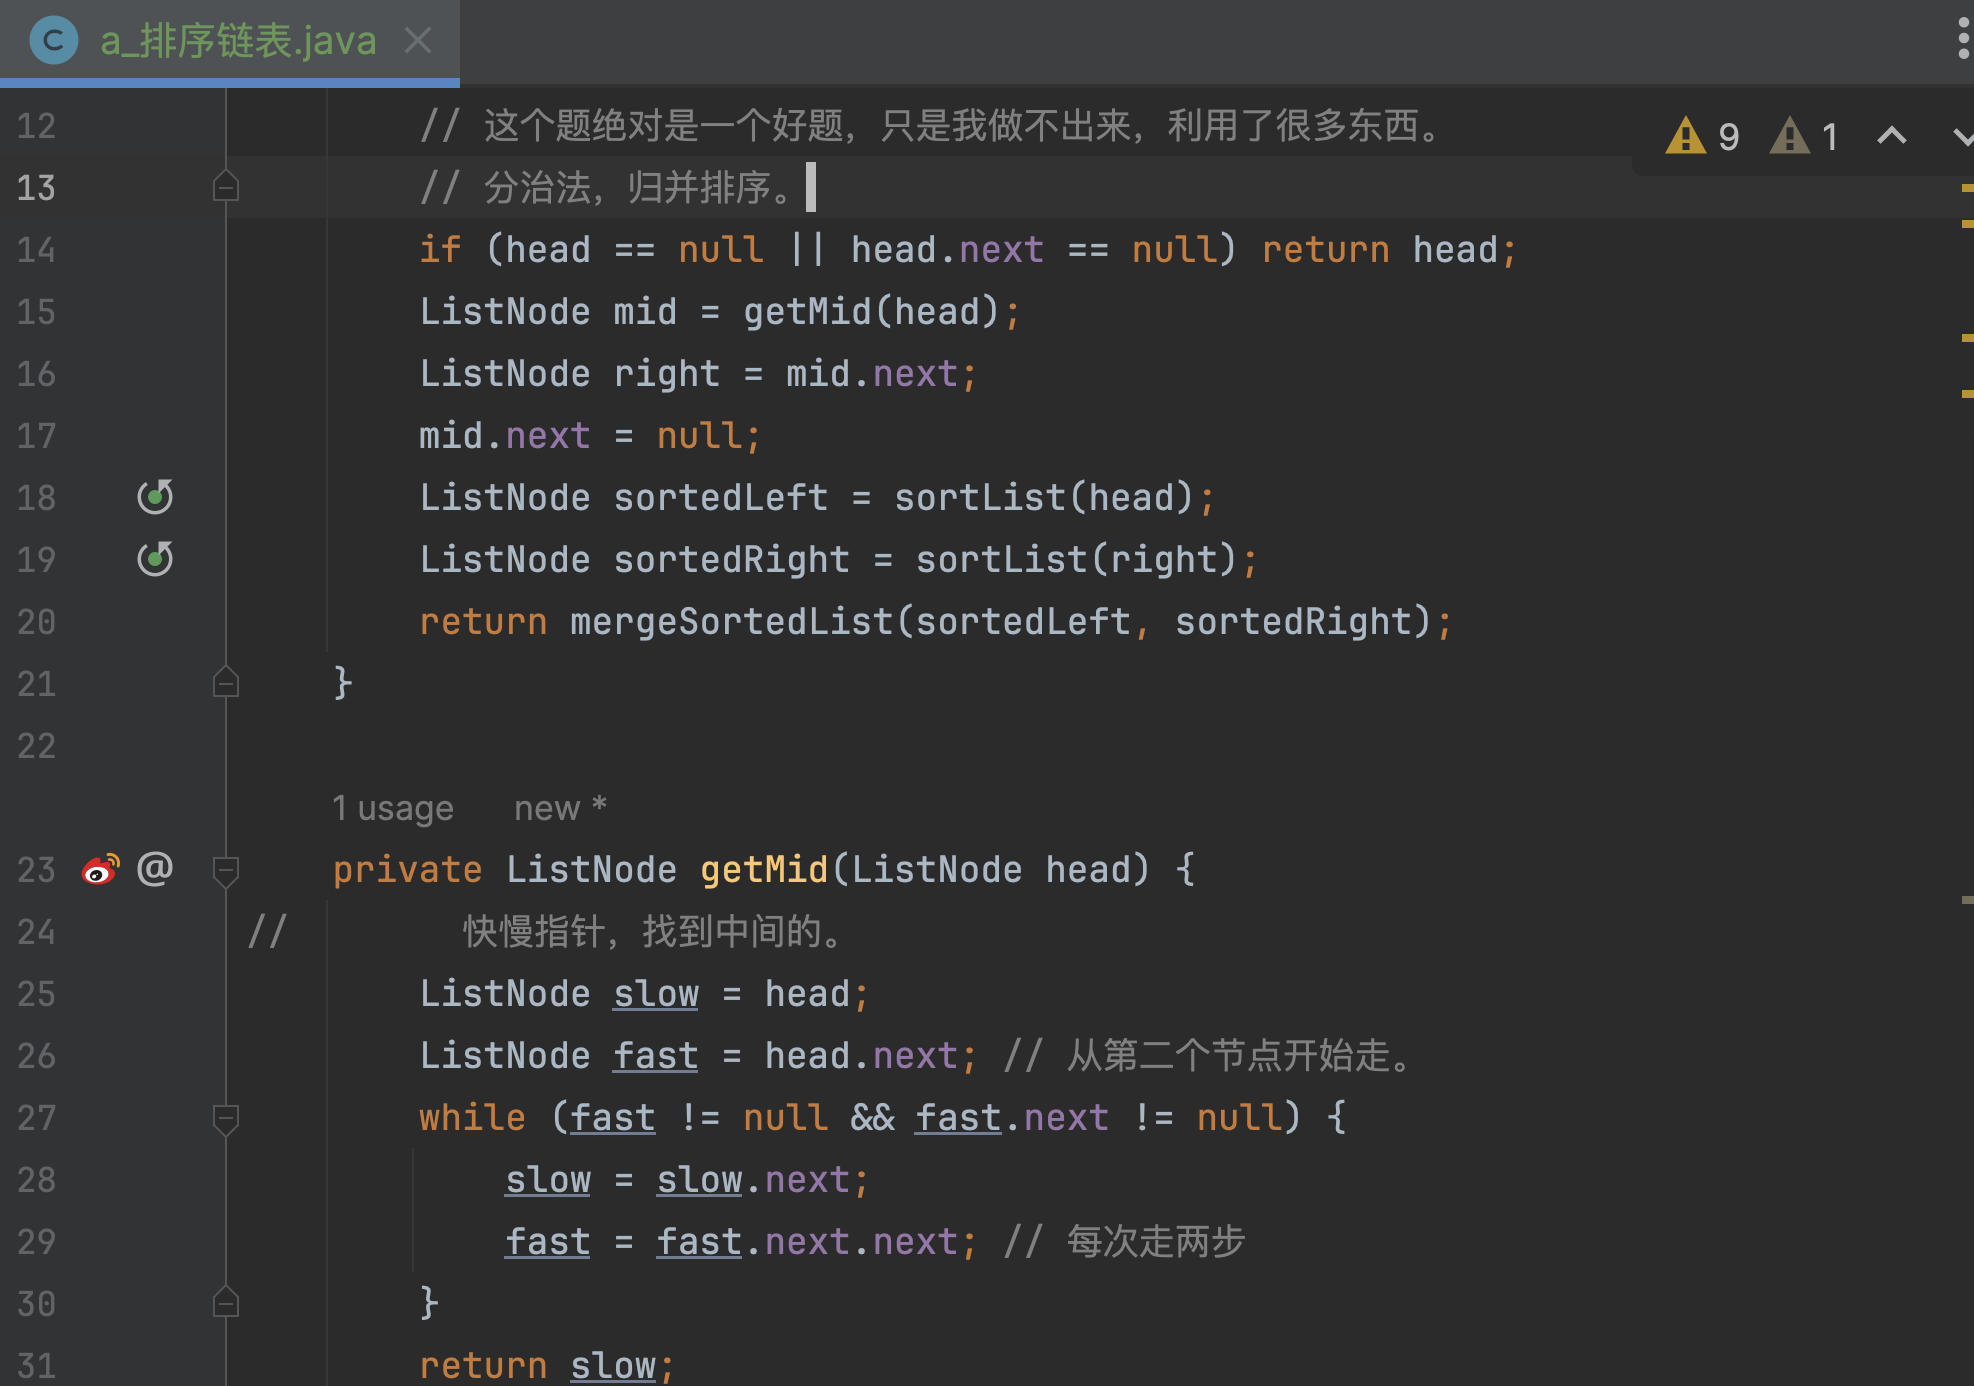 C a_排序链表.java
12 // 这个题绝对是一个好题，只是我做不出来，利用了很多东西。
9 1
13 // 分治法，归并排序。
14 if (head == null || head.next == null) return head;
15 ListNode mid = getMid(head);
16 ListNode right = mid.next;
17 mid.next = null;
18 ListNode sortedLeft = sortList(head);
19 ListNode sortedRight = sortList(right);
20 return mergeSortedList(sortedLeft, sortedRight);
21 }
22
1 usage new *
23 @ private ListNode getMid(ListNode head) {
24 // 快慢指针，找到中间的。
25 ListNode slow = head;
26 ListNode fast = head.next; // 从第二个节点开始走。
27 while (fast != null && fast.next != null) {
28 slow = slow.next;
29 fast = fast.next.next; // 每次走两步
30 }
31 return slow;